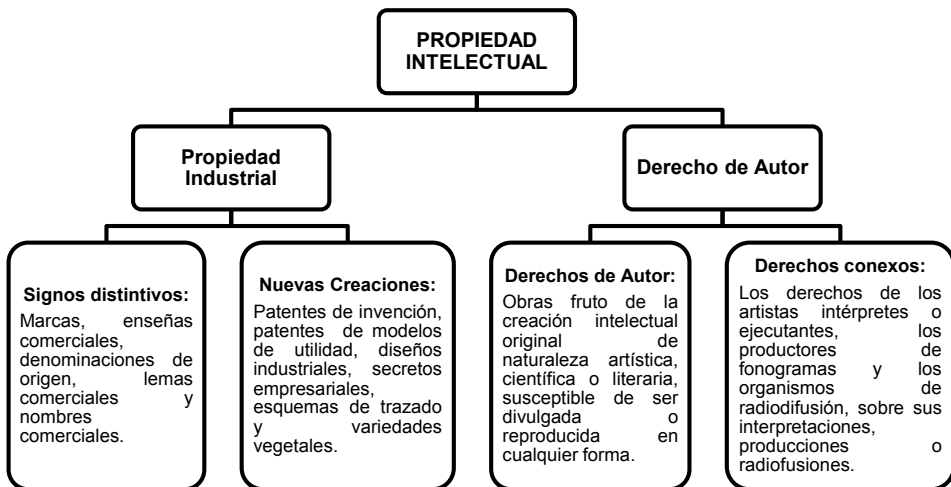 PROPIEDAD
INTELECTUAL
Propiedad
Industrial
Derecho de Autor
Signos distintivos:
Marcas, enseñas
comerciales,
denominaciones de
origen, lemas
comerciales y
nombres
comerciales.
Nuevas Creaciones:
Patentes de invención,
patentes de modelos
de utilidad, diseños
industriales, secretos
empresariales,
esquemas de trazado
y variedades
vegetales.
Derechos de Autor:
Obras fruto de la
creación intelectual
original de
naturaleza artística,
científica o literaria,
susceptible de ser
divulgada o
reproducida en
cualquier forma.
Derechos conexos:
Los derechos de los
artistas intérpretes o
ejecutantes, los
productores de
fonogramas y los
organismos de
radiodifusión, sobre sus
interpretaciones,
producciones o
radiofusiones.